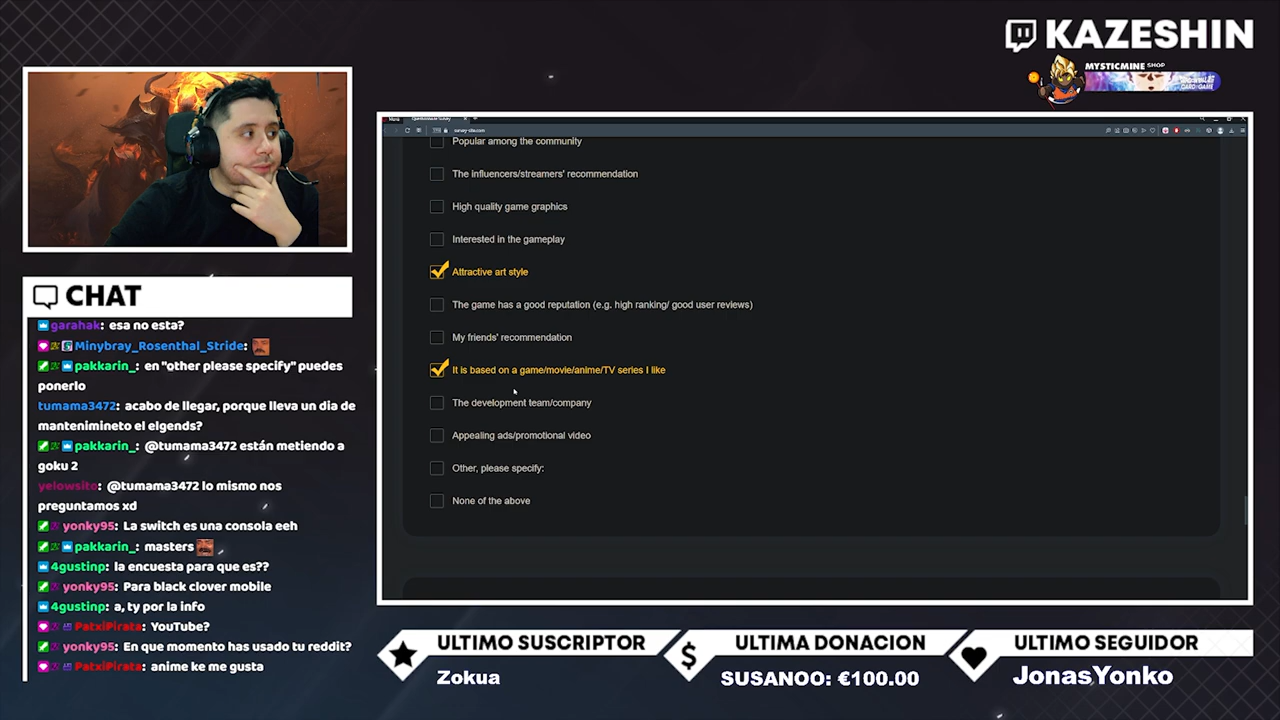 KAZESHIN
MYSTICMINE SHOP
CARD GAME
Popular among the community
The influencers/streamers' recommendation
High quality game graphics
Interested in the gameplay
Attractive art style
The game has a good reputation (e.g. high ranking/ good user reviews)
My friends' recommendation
It is based on a game/movie/anime/TV series I like
The development team/company
Appealing ads/promotional video
Other, please specify:
None of the above
CHAT
garahak: esa no esta?
Minybray_Rosenthal_Stride:
pakkarin_: en "other please specify" puedes
ponerlo
tumama3472: acabo de llegar, porque lleva un dia de
mantenimineto el elgends?
pakkarin_: @tumama3472 están metiendo a
goku 2
yelowsito: @tumama3472 lo mismo nos
preguntamos xd
yonky95: La switch es una consola eeh
pakkarin_: masters
4gustinp: la encuesta para que es??
yonky95: Para black clover mobile
4gustinp: a, ty por la info
PatxiPirata: YouTube?
yonky95: En que momento has usado tu reddit?
PatxiPirata: anime ke me gusta
ULTIMO SUSCRIPTOR
Zokua
ULTIMA DONACION
SUSANOO: €100.00
ULTIMO SEGUIDOR
JonasYonko